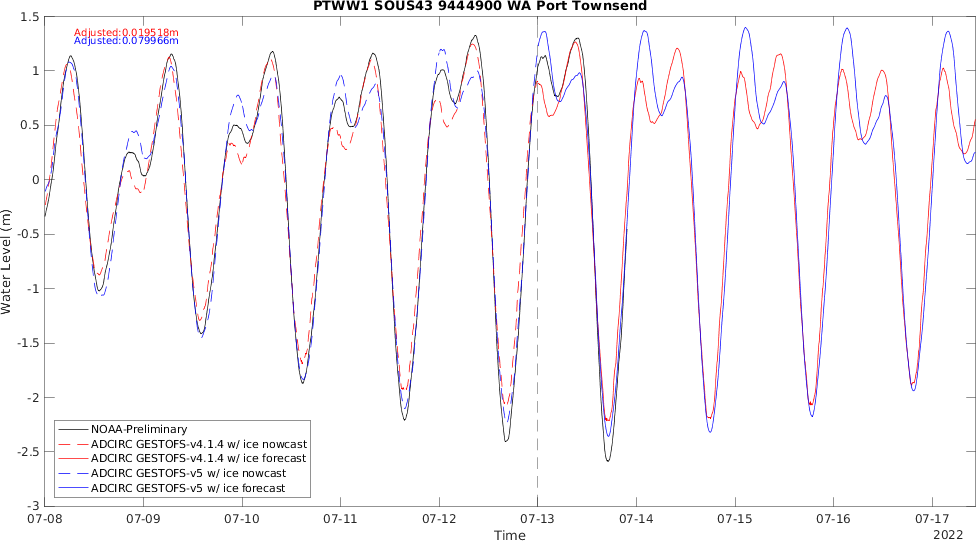 PTWW1 SOUS43 9444900 WA Port Townsend
Adjusted:0.019518m
Adjusted:0.079966m
1.5
1
0.5
0
-0.5
-1
-1.5
-2
-2.5
-3
Water Level (m)
NOAA-Preliminary
ADCIRC GESTOFS-v4.1.4 w/ ice nowcast
ADCIRC GESTOFS-v4.1.4 w/ ice forecast
ADCIRC GESTOFS-v5 w/ ice nowcast
ADCIRC GESTOFS-v5 w/ ice forecast
07-08 07-09 07-10 07-11 07-12 07-13 07-14 07-15 07-16 07-17
Time
2022